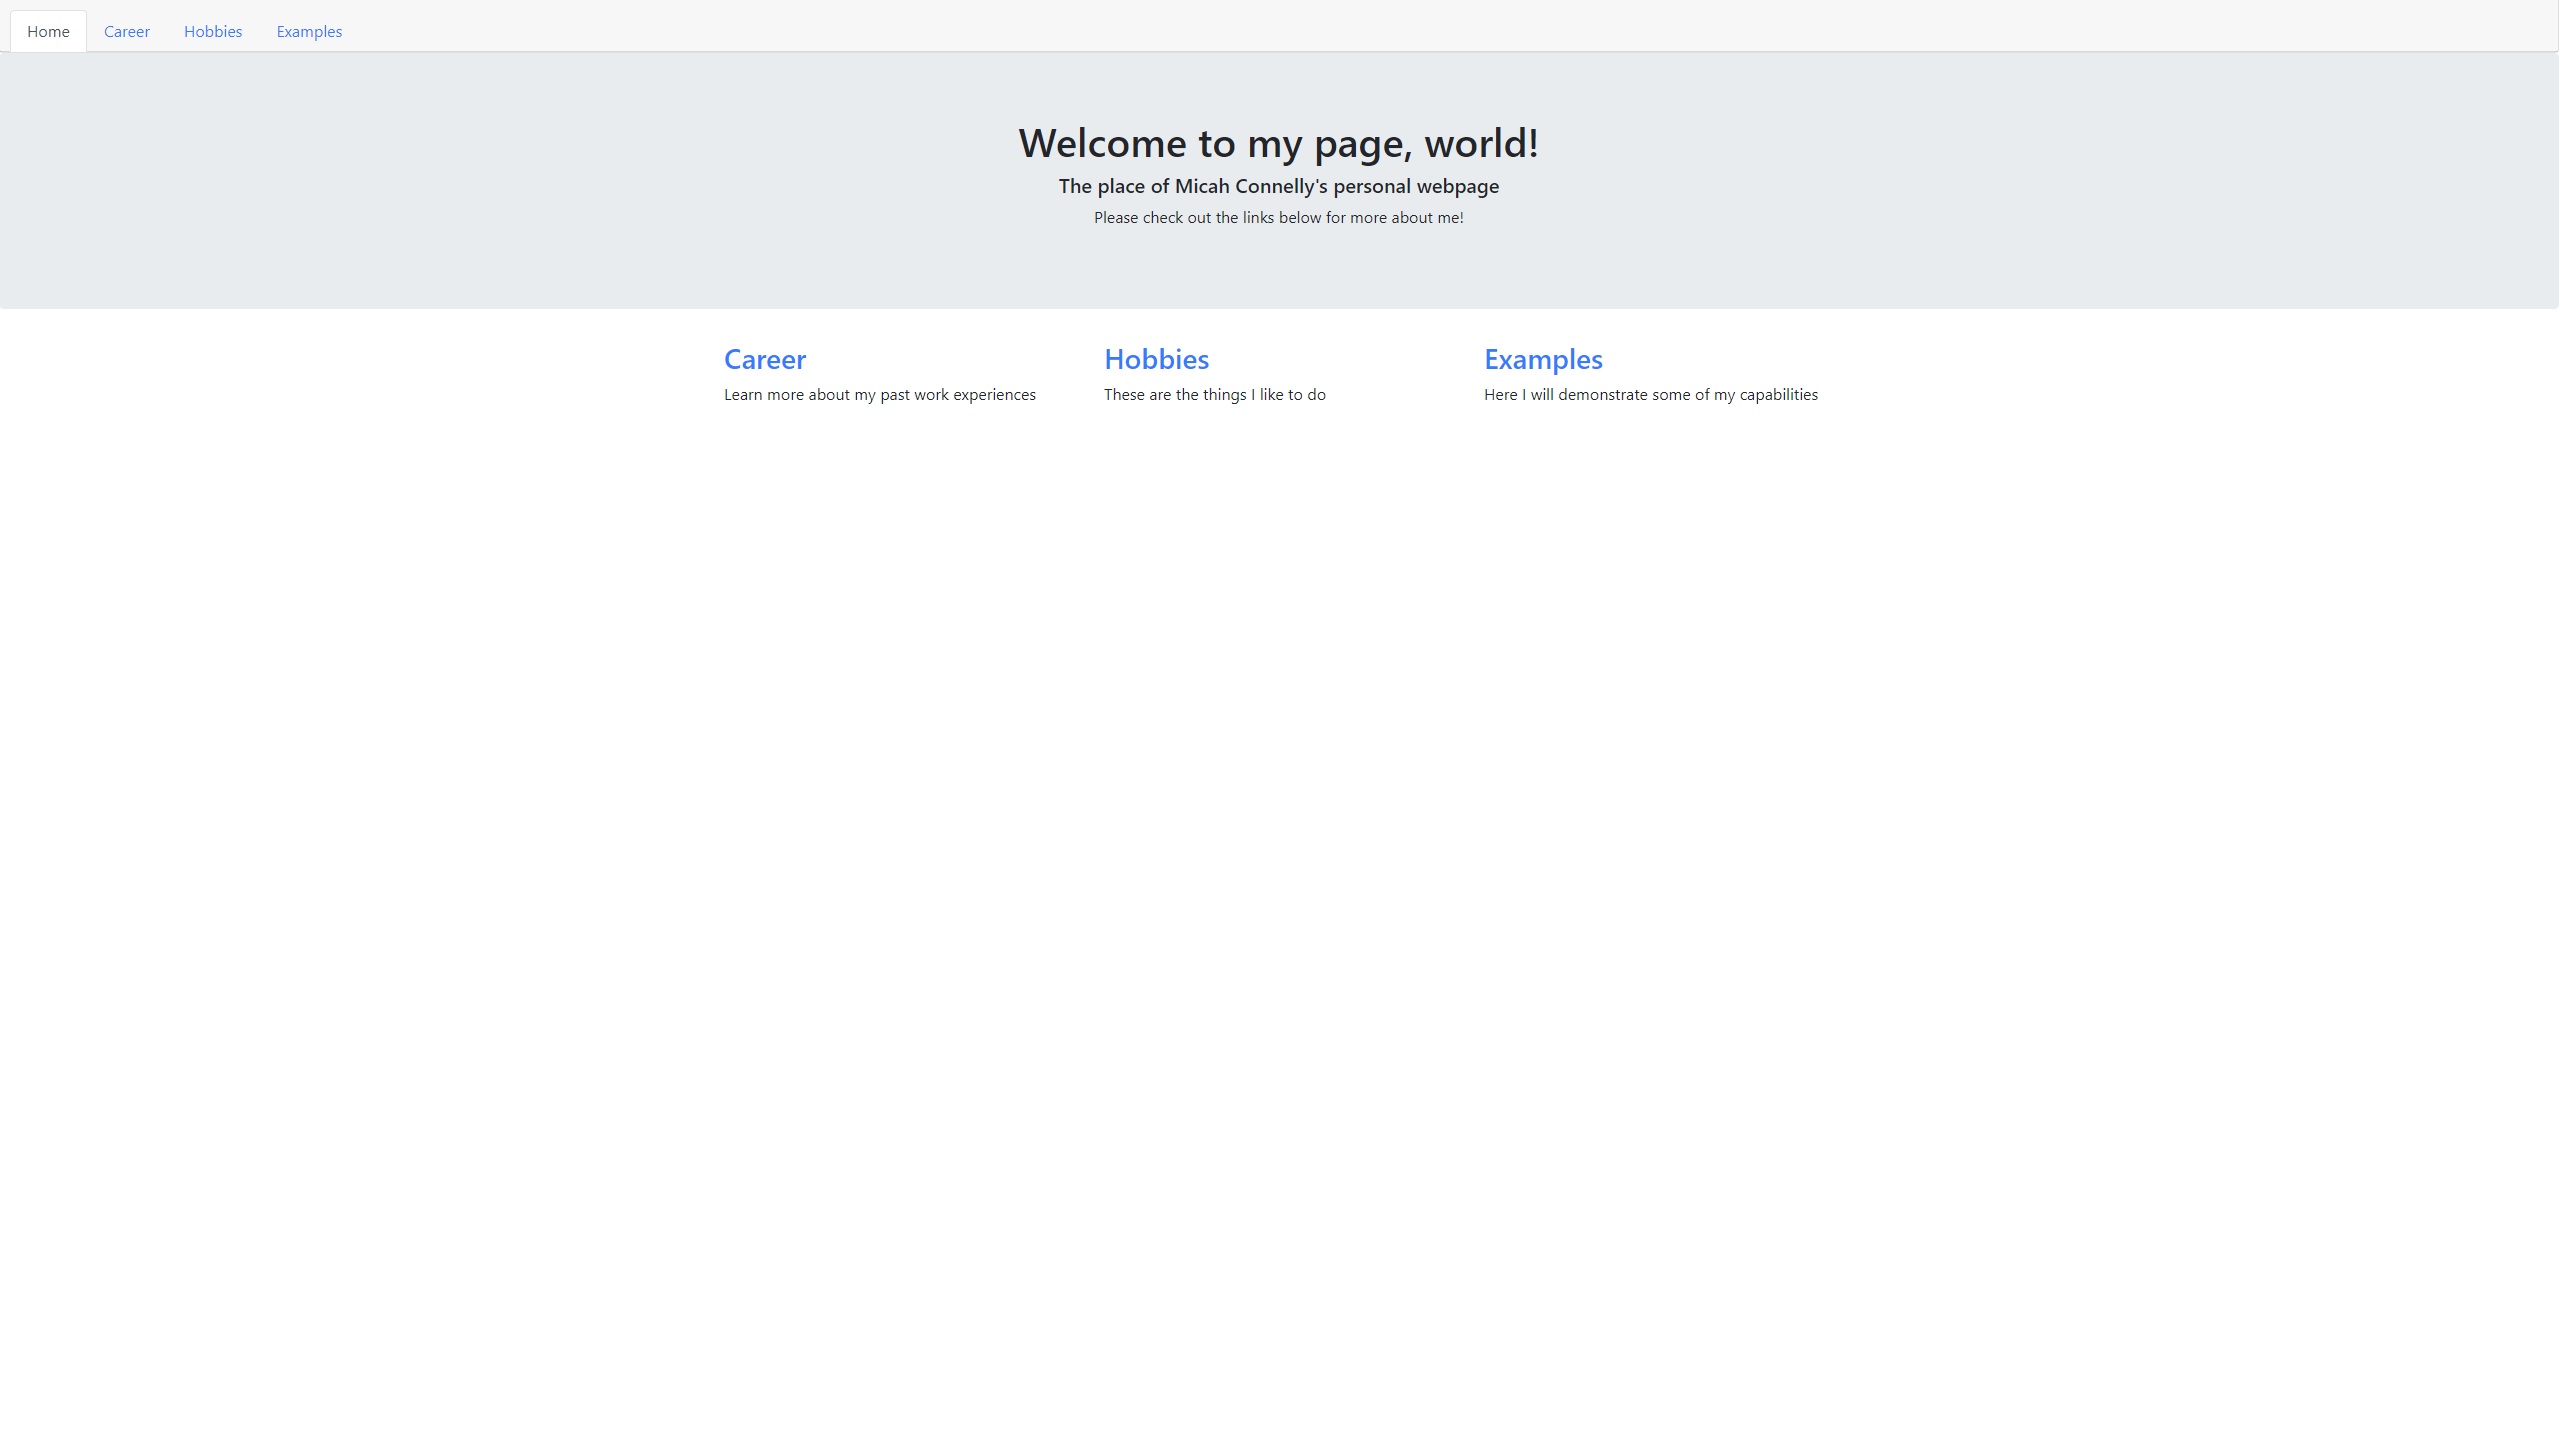 Home Career Hobbies Examples
Welcome to my page, world!
The place of Micah Connelly's personal webpage
Please check out the links below for more about me!
Career
Learn more about my past work experiences
Hobbies
These are the things I like to do
Examples
Here I will demonstrate some of my capabilities